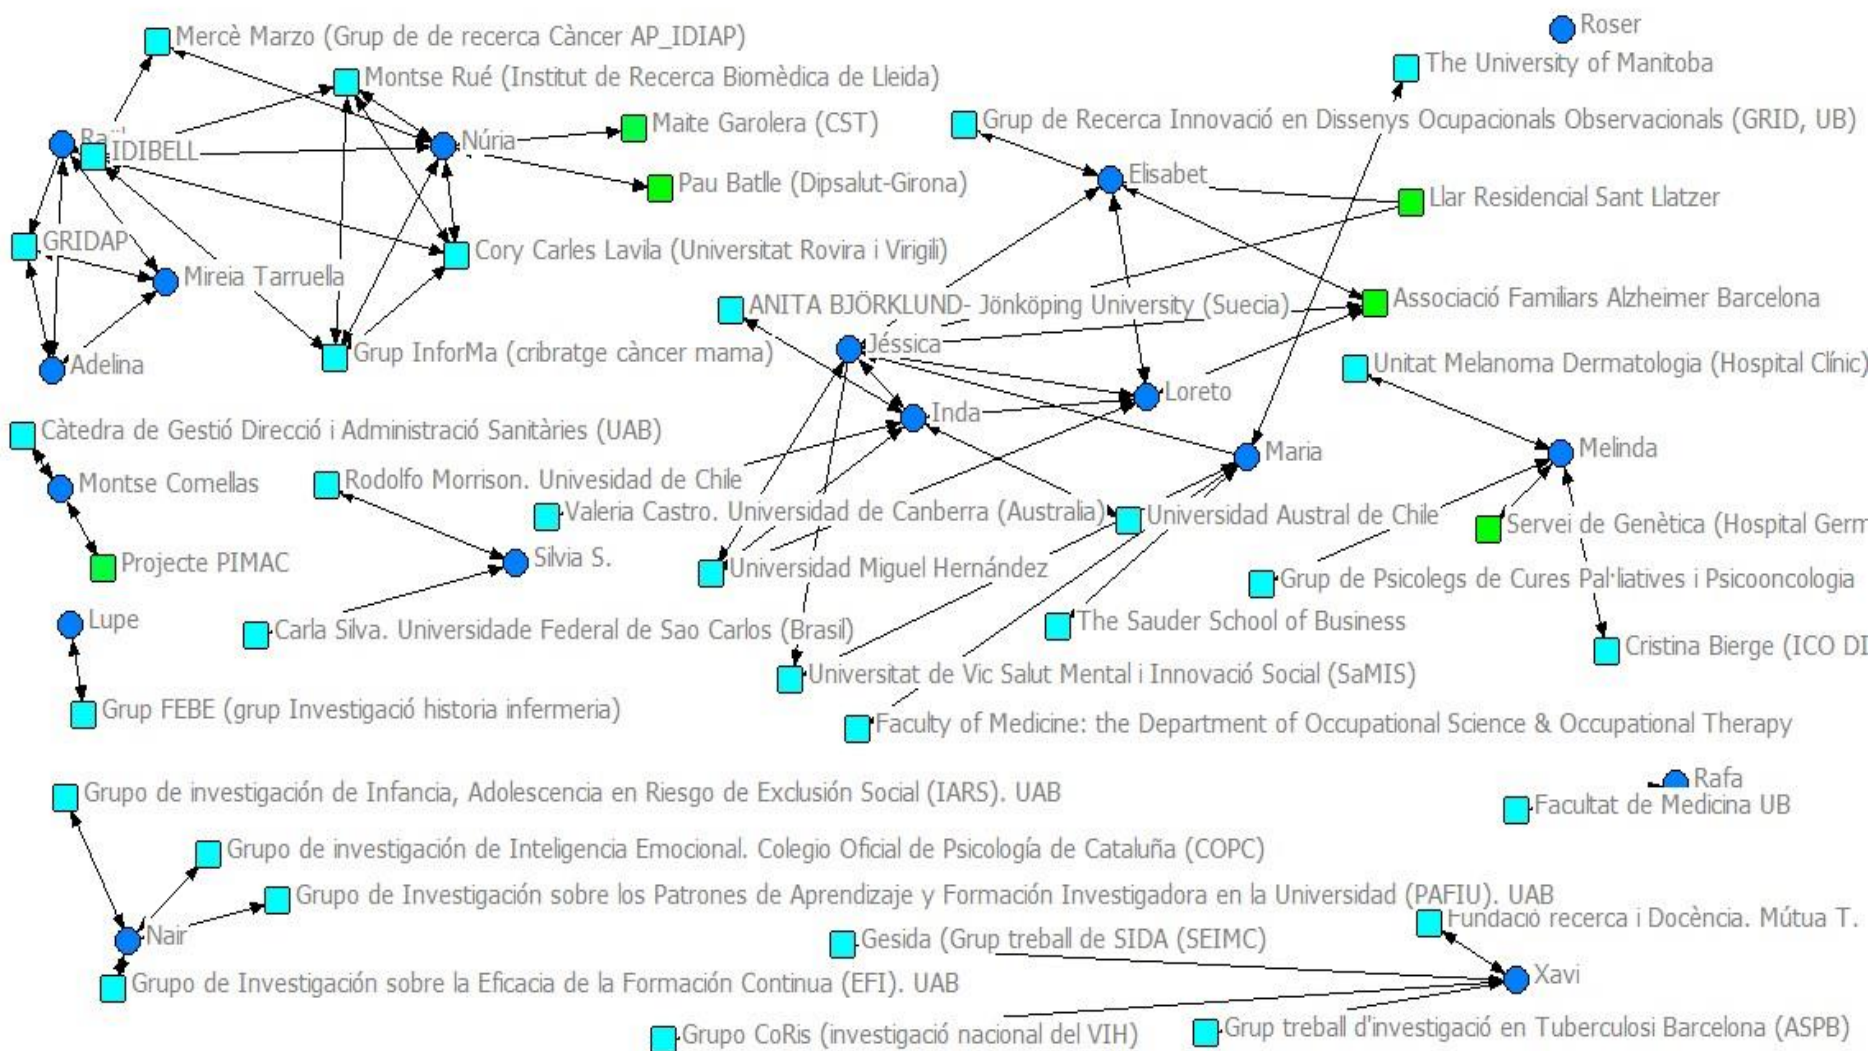 Roser
Mercè Marzo (Grup de de recerca Càncer AP_IDIAP)
The University of Manitoba
Montse Rué (Institut de Recerca Biomèdica de Lleida)
Grup de Recerca Innovació en Dissenys Ocupacionals Observacionals (GRID, UB)
Maite Garolera (CST)
Núria
IDIBELL
Elisabet
Pau Batlle (Dipsalut-Girona)
Llar Residencial Sant Llatzer
GRIDAP
Cory Carles Lavila (Universitat Rovira i Virigili)
Mireia Tarruella
ANITA BJÖRKLUND- Jönköping University (Suecia)
Associació Familiars Alzheimer Barcelona
Jéssica
Grup InforMa (cribratge càncer mama)
Adelina
Unitat Melanoma Dermatologia (Hospital Clínic)
Loreto
Inda
Càtedra de Gestió Direcció i Administració Sanitàries (UAB)
Maria
Melinda
Montse Comellas
Rodolfo Morrison. Univesidad de Chile
Valeria Castro. Universidad de Canberra (Australia)
Universidad Austral de Chile
Servei de Genètica (Hospital Germ
Projecte PIMAC
Silvia S.
Universidad Miguel Hernández
Grup de Psicolegs de Cures Pal·liatives i Psicooncologia
Lupe
Carla Silva. Universidade Federal de Sao Carlos (Brasil)
The Sauder School of Business
Cristina Bierge (ICO DI
Universitat de Vic Salut Mental i Innovació Social (SaMIS)
Grup FEBE (grup Investigació historia infermeria)
Faculty of Medicine: the Department of Occupational Science & Occupational Therapy
Rafa
Grupo de investigación de Infancia, Adolescencia en Riesgo de Exclusión Social (IARS). UAB
Facultat de Medicina UB
Grupo de investigación de Inteligencia Emocional. Colegio Oficial de Psicología de Cataluña (COPC)
Grupo de Investigación sobre los Patrones de Aprendizaje y Formación Investigadora en la Universidad (PAFIU). UAB
Fundació recerca i Docència. Mútua T.
Nair
Gesida (Grup treball de SIDA (SEIMC)
Xavi
Grupo de Investigación sobre la Eficacia de la Formación Continua (EFI). UAB
Grupo CoRis (investigació nacional del VIH)
Grup treball d'investigació en Tuberculosi Barcelona (ASPB)